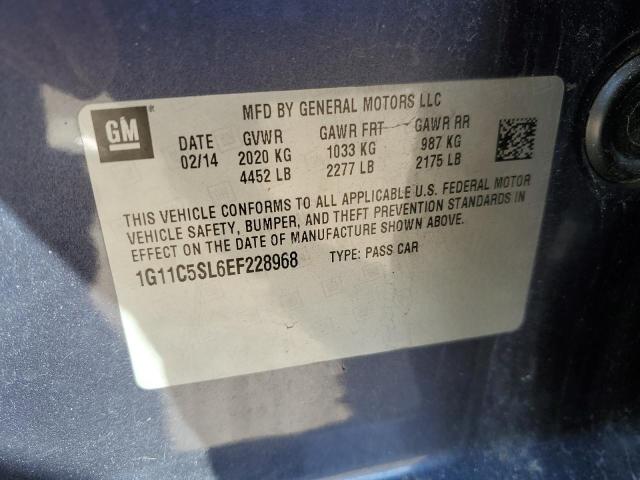 MFD BY GENERAL MOTORS LLC
GM
DATE GVWR GAWR FRT GAWR RR
02/14 2020 KG 1033 KG 987 KG
4452 LB 2277 LB 2175 LB
THIS VEHICLE CONFORMS TO ALL APPLICABLE U.S. FEDERAL MOTOR
VEHICLE SAFETY, BUMPER, AND THEFT PREVENTION STANDARDS IN
EFFECT ON THE DATE OF MANUFACTURE SHOWN ABOVE.
1G11C5SL6EF228968 TYPE: PASS CAR